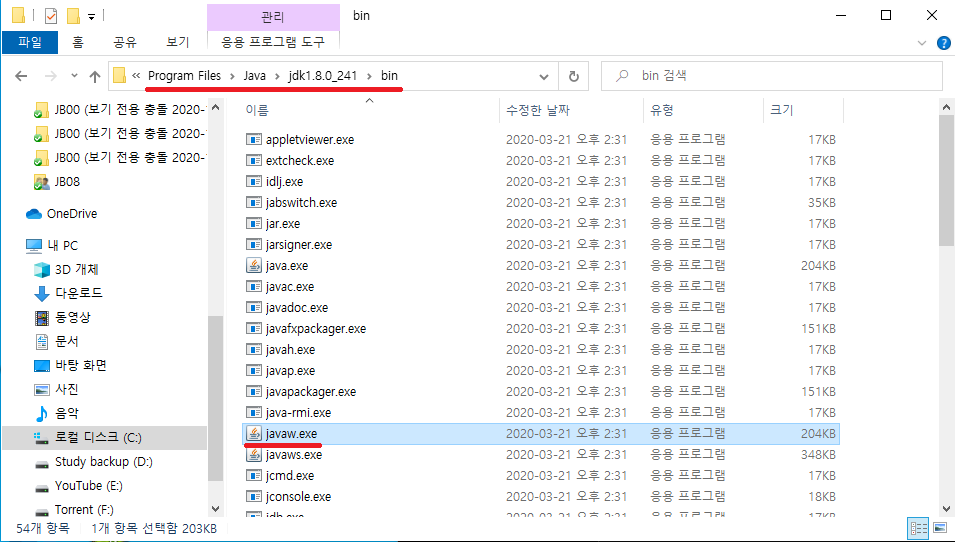 관리
bin
파일 홈 공유 보기 응용 프로그램 도구
« Program Files > Java > jdk1.8.0_241 > bin
bin 검색
JB00 (보기 전용 충돌 2020-
JB00 (보기 전용 충돌 2020-
JB00 (보기 전용 충돌 2020-
JB08
OneDrive
내 PC
3D 개체
다운로드
동영상
문서
바탕 화면
사진
음악
로컬 디스크 (C:)
Study backup (D:)
YouTube (E:)
Torrent (F:)
이름 수정한 날짜 유형 크기
appletviewer.exe 2020-03-21 오후 2:31 응용 프로그램 17KB
extcheck.exe 2020-03-21 오후 2:31 응용 프로그램 17KB
idlj.exe 2020-03-21 오후 2:31 응용 프로그램 17KB
jabswitch.exe 2020-03-21 오후 2:31 응용 프로그램 35KB
jar.exe 2020-03-21 오후 2:31 응용 프로그램 17KB
jarsigner.exe 2020-03-21 오후 2:31 응용 프로그램 17KB
java.exe 2020-03-21 오후 2:31 응용 프로그램 204KB
javac.exe 2020-03-21 오후 2:31 응용 프로그램 17KB
javadoc.exe 2020-03-21 오후 2:31 응용 프로그램 17KB
javafxpackager.exe 2020-03-21 오후 2:31 응용 프로그램 151KB
javah.exe 2020-03-21 오후 2:31 응용 프로그램 17KB
javap.exe 2020-03-21 오후 2:31 응용 프로그램 17KB
javapackager.exe 2020-03-21 오후 2:31 응용 프로그램 151KB
java-rmi.exe 2020-03-21 오후 2:31 응용 프로그램 17KB
javaw.exe 2020-03-21 오후 2:31 응용 프로그램 204KB
javaws.exe 2020-03-21 오후 2:31 응용 프로그램 348KB
jcmd.exe 2020-03-21 오후 2:31 응용 프로그램 17KB
jconsole.exe 2020-03-21 오후 2:31 응용 프로그램 18KB
jdb.exe 2020-03-21 오후 2:31 응용 프로그램 17KB
54개 항목 1개 항목 선택함 203KB